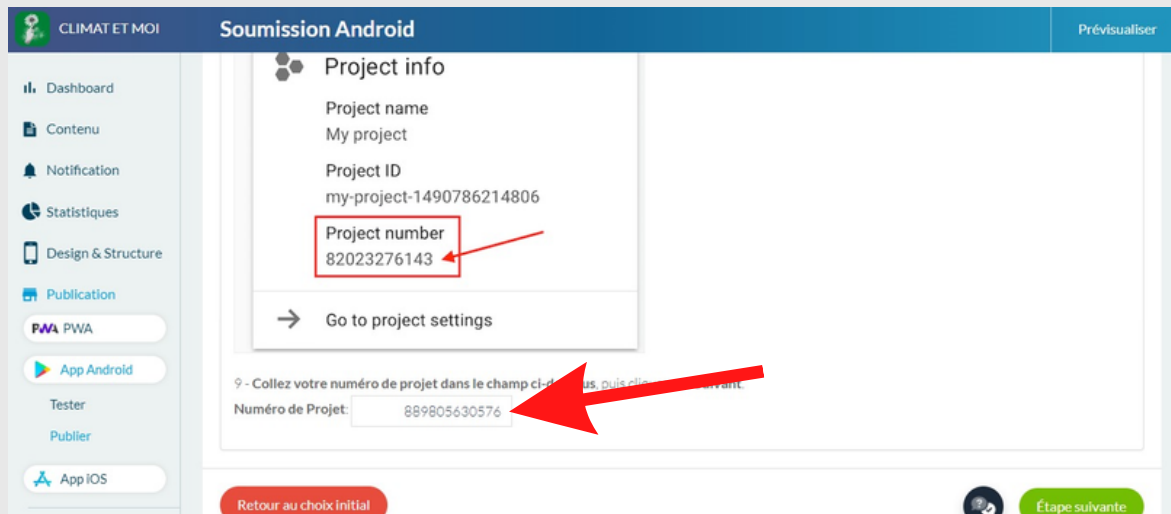 CLIMAT ET MOI
Soumission Android
Prévisualiser
Dashboard
Contenu
Notification
Statistiques
Design & Structure
Publication
PWA PWA
App Android
Tester
Publier
App iOS
Project info
Project name
My project
Project ID
my-project-1490786214806
Project number
82023276143
Go to project settings
9 - Collez votre numéro de projet dans le champ
Numéro de Projet:
889805630576
Retour au choix initial
Étape suivante